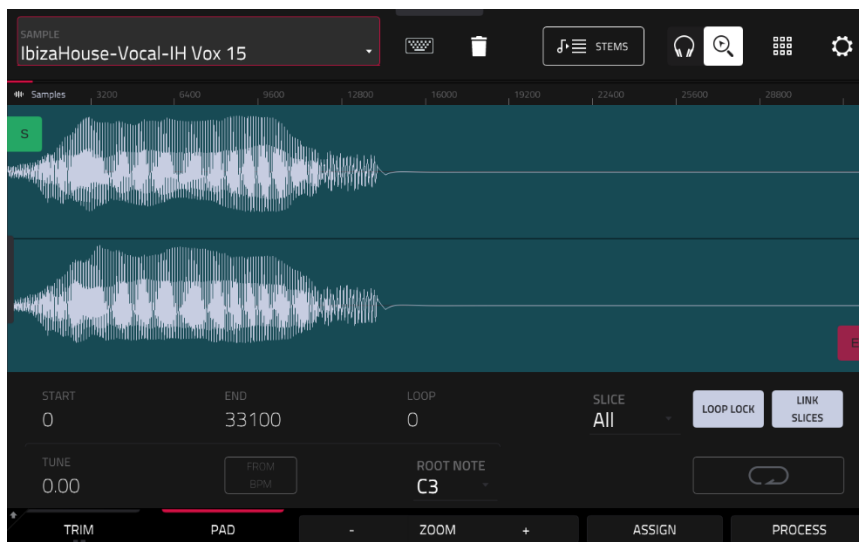 SAMPLE
IbizaHouse-Vocal-IH Vox 15
STEMS
Samples 3200 6400 9600 12800 16000 19200 22400 25600 28800
S
E
START END LOOP SLICE
0 33100 0 All
LOOP LOCK
LINK
SLICES
TUNE
0.00
FROM
BPM
ROOT NOTE
C3
TRIM PAD - ZOOM + ASSIGN PROCESS